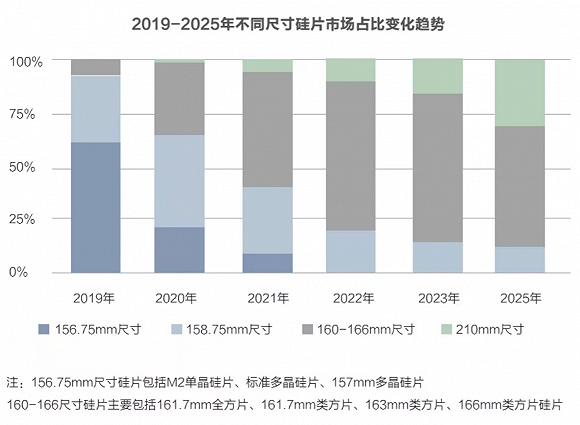 2019-2025年不同尺寸硅片市场占比变化趋势
100%
75%
50%
25%
0%
2019年 2020年 2021年 2022年 2023年 2025年
156.75mm尺寸 158.75mm尺寸 160-166mm尺寸 210mm尺寸
注：156.75mm尺寸硅片包括M2单晶硅片、标准多晶硅片、157mm多晶硅片
160-166尺寸硅片主要包括161.7mm全方片、161.7mm类方片、163mm类方片、166mm类方片硅片